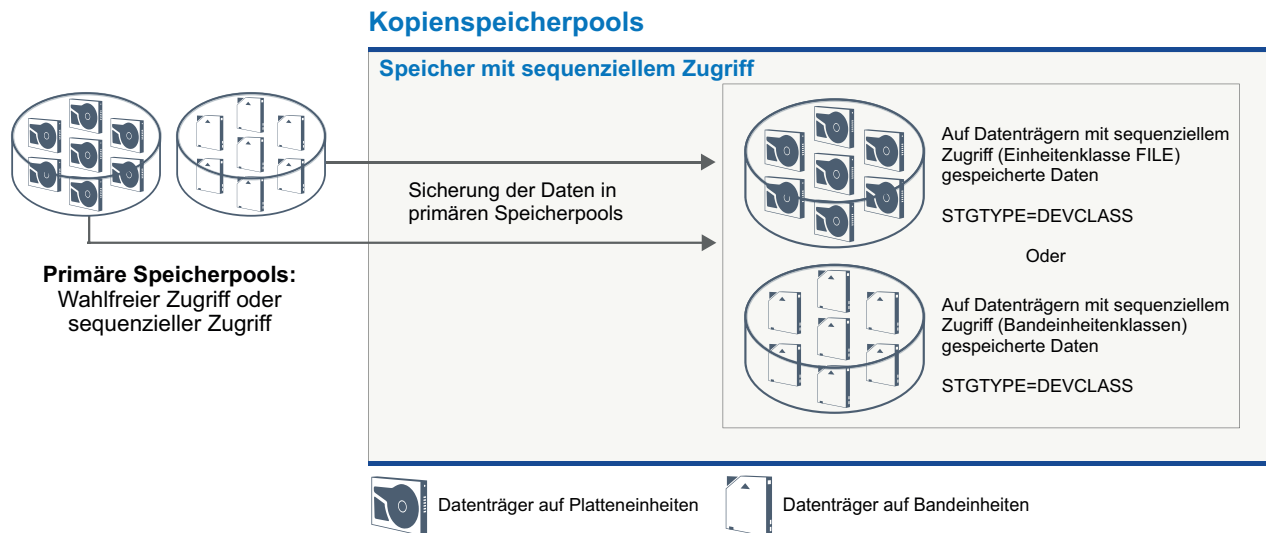 Kopienspeicherpools
Speicher mit sequenziellem Zugriff
Auf Datenträgern mit sequenziellem
Zugriff (Einheitenklasse FILE)
gespeicherte Daten
STGTYPE=DEVCLASS
Oder
Auf Datenträgern mit sequenziellem
Zugriff (Bandeinheitenklassen)
gespeicherte Daten
STGTYPE=DEVCLASS
Sicherung der Daten in
primären Speicherpools
Primäre Speicherpools:
Wahlfreier Zugriff oder
sequenzieller Zugriff
Datenträger auf Platteneinheiten
Datenträger auf Bandeinheiten